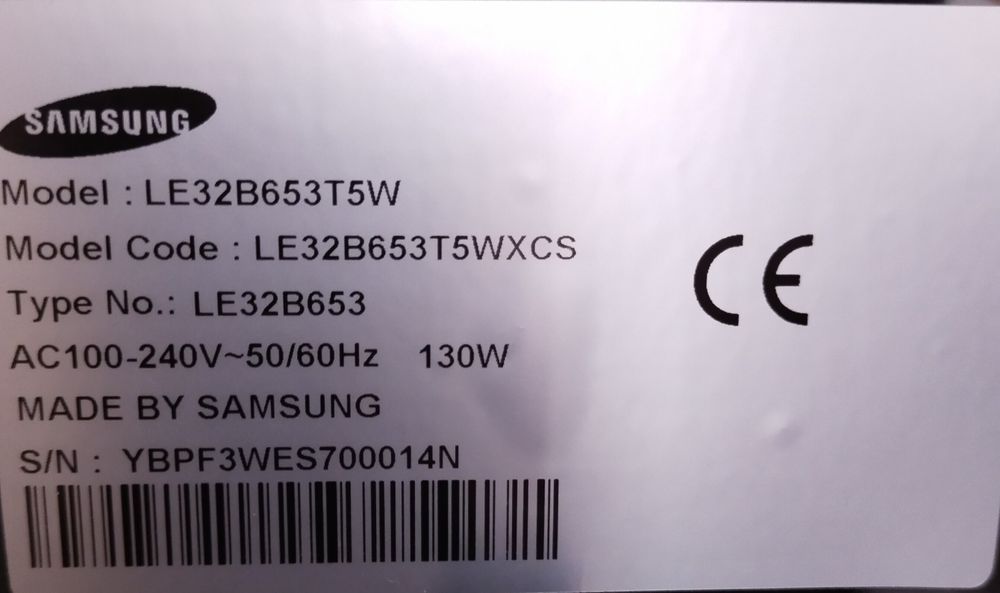 SAMSUNG
Model : LE32B653T5W
Model Code : LE32B653T5WXCS
Type No.: LE32B653
AC100-240V~50/60Hz 130W
MADE BY SAMSUNG
S/N : YBPF3WES700014N
CE